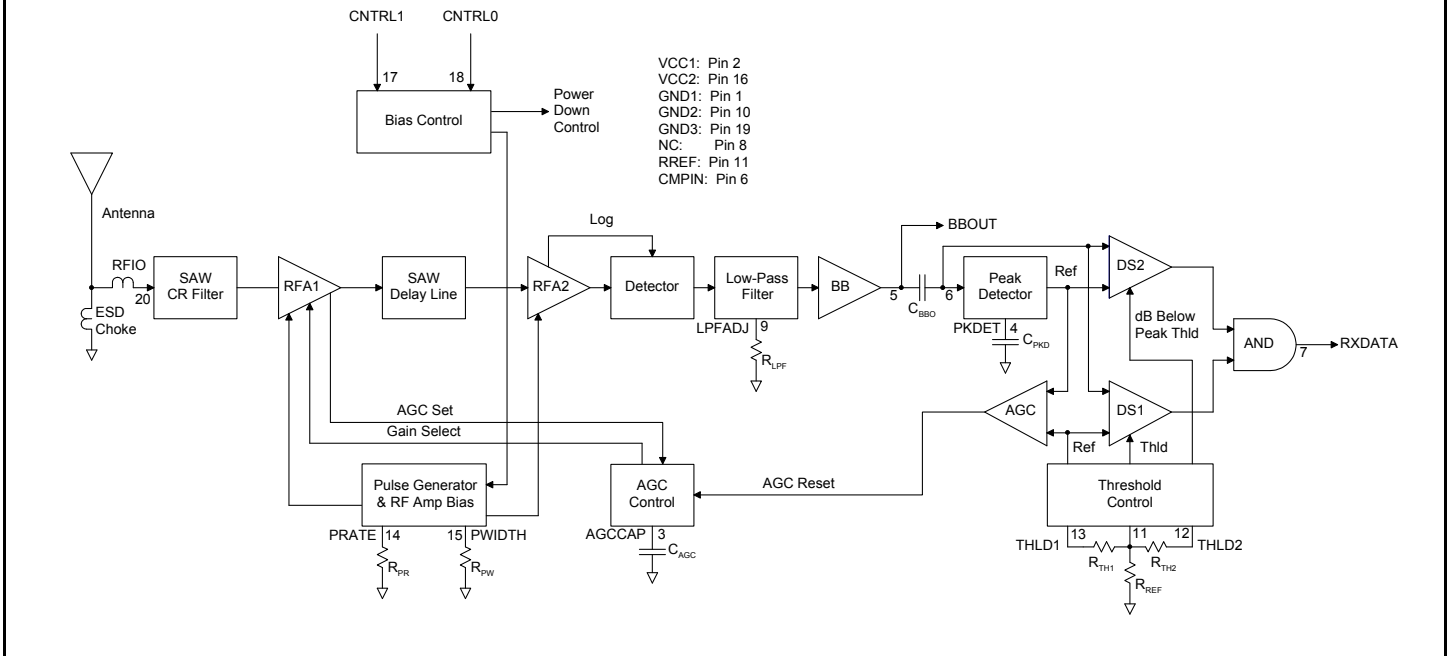 CNTRL1
CNTRL0
17
18
Bias Control
Power
Down
Control
VCC1: Pin 2
VCC2: Pin 16
GND1: Pin 1
GND2: Pin 10
GND3: Pin 19
NC: Pin 8
RREF: Pin 11
CMPIN: Pin 6
Antenna
RFIO
20
ESD
Choke
SAW
CR Filter
RFA1
SAW
Delay Line
Log
RFA2
Detector
Low-Pass
Filter
LPFADJ
9
RLPF
BB
BBOUT
5
CBBO
6
Peak
Detector
PKDET
4
CPKD
Ref
DS2
dB Below
Peak Thld
AND
7
RXDATA
AGC
DS1
Ref
Thld
AGC Set
Gain Select
Pulse Generator
& RF Amp Bias
PRATE
14
15
PWIDTH
RPR
RPW
AGC
Control
AGCCAP
3
CAGC
AGC Reset
Threshold
Control
THLD1
13
11
12
THLD2
RTH1
RTH2
RREF